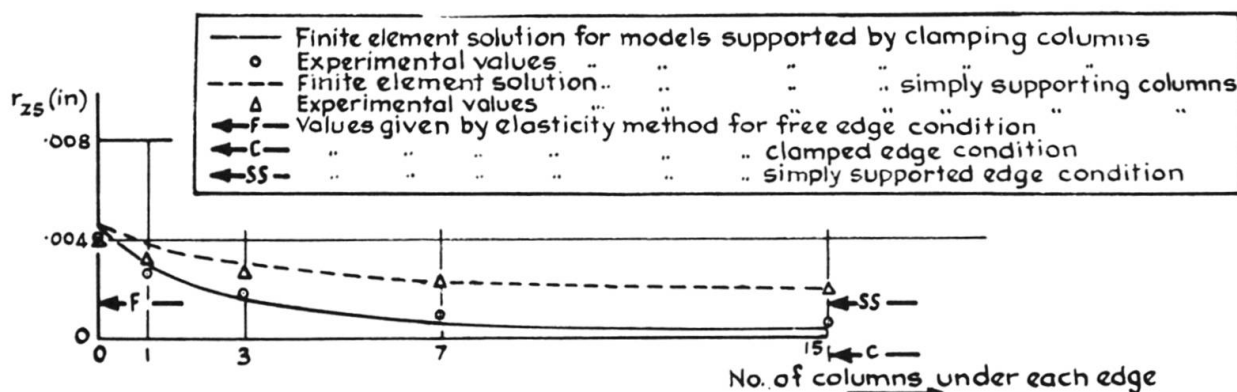 Finite element solution for models supported by clamping columns
Experimental values .. .. .. .. .. ..
Finite element solution .. .. .. .. simply supporting columns
Experimental values .. .. .. .. .. ..
F Values given by elasticity method for free edge condition
C .. .. .. .. .. .. clamped edge condition
SS .. .. .. .. .. .. simply supported edge condition
rzs (in)
.008
.004
F
SS
0
0 1 3 7 15
C
No. of columns under each edge